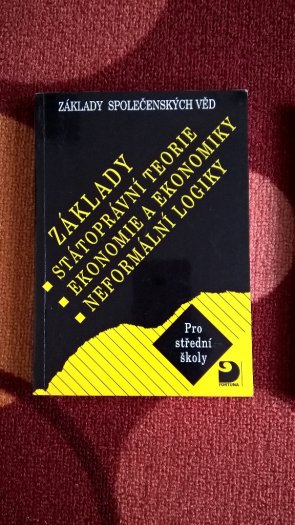 ZÁKLADY SPOLEČENSKÝCH VĚD
ZÁKLADY
STÁTOPRÁVNÍ TEORIE
EKONOMIE A EKONOMIKY
NEFORMÁLNÍ LOGIKY
Pro
střední
školy
FORTUNA